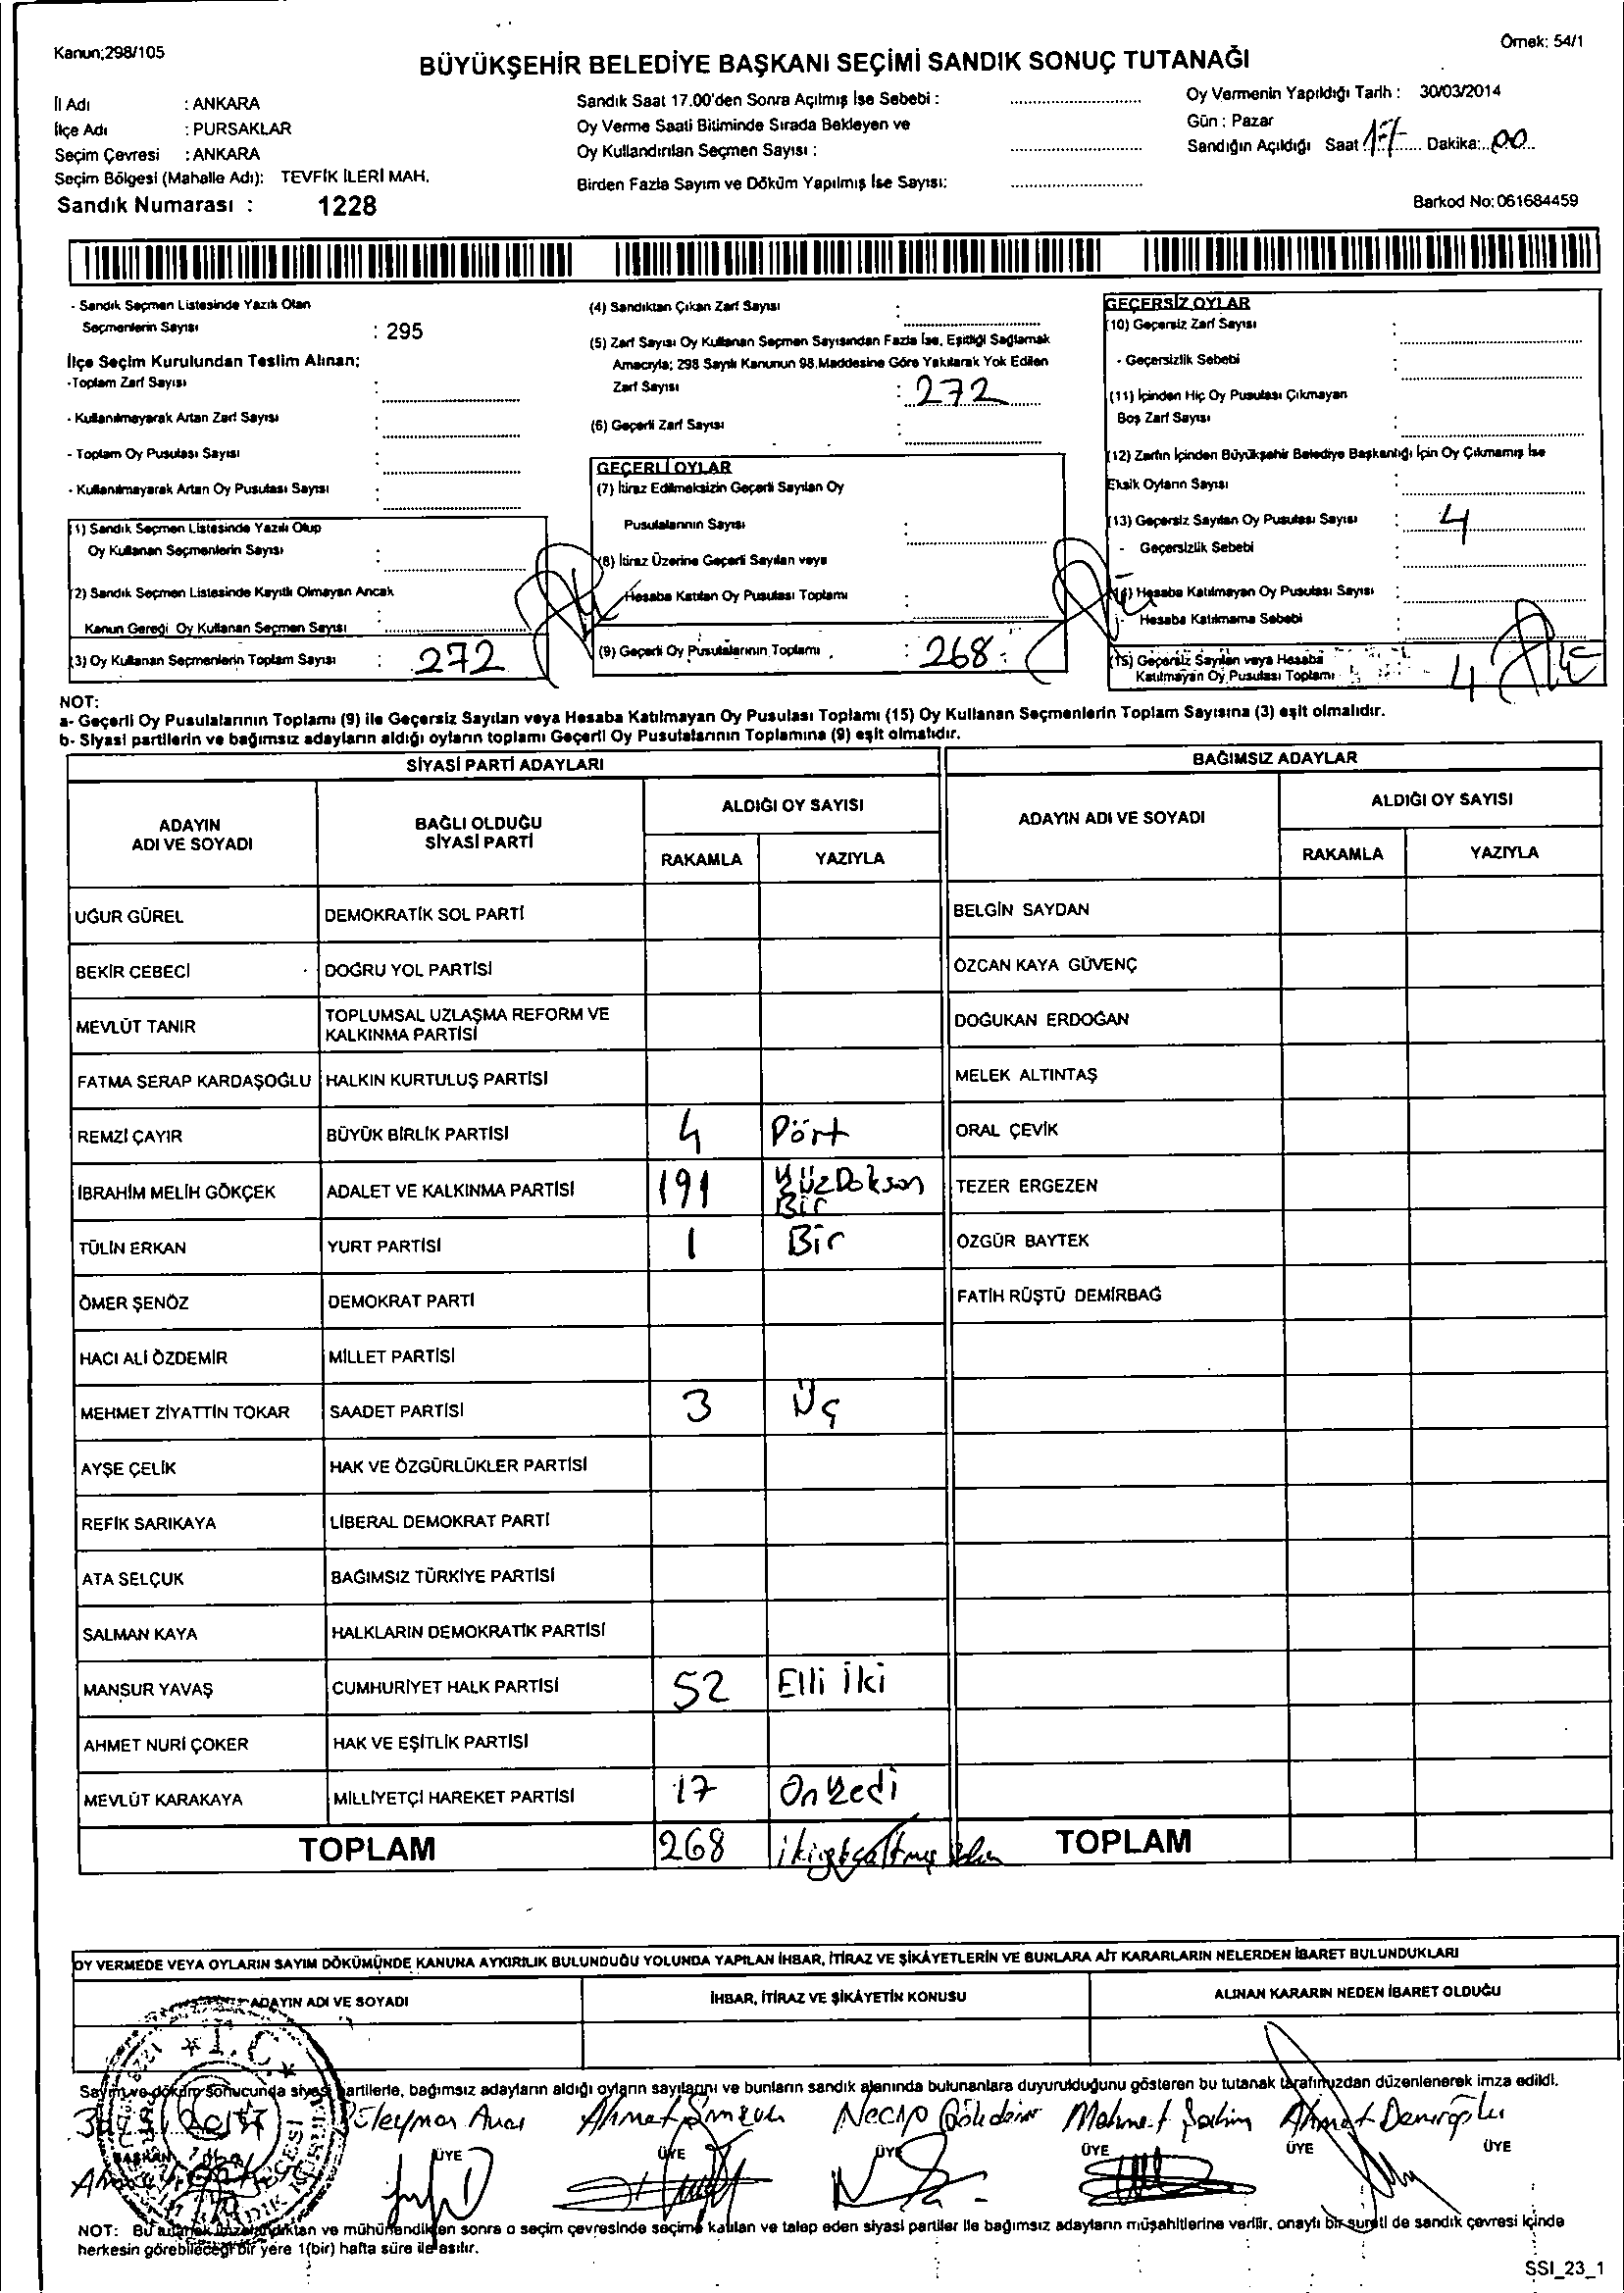 Kanun;298/105
Örnek: 54/1
BÜYÜKŞEHİR BELEDİYE BAŞKANI SEÇİMİ SANDIK SONUÇ TUTANAĞI
İl Adı : ANKARA
İlçe Adı : PURSAKLAR
Seçim Çevresi : ANKARA
Seçim Bölgesi (Mahalle Adı): TEVFİK İLERİ MAH.
Sandık Numarası : 1228
Sandık Saat 17.00'den Sonra Açılmış İse Sebebi :
Oy Verme Saati Bitiminde Sırada Bekleyen ve
Oy Kullandırılan Seçmen Sayısı :
Birden Fazla Sayım ve Döküm Yapılmış İse Sayısı:
Oy Vermenin Yapıldığı Tarih : 30/03/2014
Gün : Pazar
Sandığın Açıldığı Saat 17 Dakika: 00
Barkod No: 061684459
- Sandık Seçmen Listesinde Yazılı Olan
Seçmenlerin Sayısı : 295
İlçe Seçim Kurulundan Teslim Alınan:
-Toplam Zarf Sayısı :
- Kullanılmayarak Artan Zarf Sayısı :
- Toplam Oy Pusulası Sayısı :
- Kullanılmayarak Artan Oy Pusulası Sayısı :
(1) Sandık Seçmen Listesinde Yazılı Olup
Oy Kullanan Seçmenlerin Sayısı :
(2) Sandık Seçmen Listesinde Kayıtlı Olmayan Ancak
Kanun Gereği Oy Kullanan Seçmen Sayısı :
(3) Oy Kullanan Seçmenlerin Toplam Sayısı : 272
(4) Sandıktan Çıkan Zarf Sayısı :
(5) Zarf Sayısı Oy Kullanan Seçmen Sayısından Fazla İse, Eşitliği Sağlamak
Amacıyla; 298 Sayılı Kanunun 98.Maddesine Göre Yakılarak Yok Edilen
Zarf Sayısı : 272
(6) Geçerli Zarf Sayısı :
GEÇERLİ OYLAR
(7) İtiraz Edilmeksizin Geçerli Sayılan Oy
Pusulalarının Sayısı :
(8) İtiraz Üzerine Geçerli Sayılan veya
Hesaba Katılan Oy Pusulası Toplamı :
(9) Geçerli Oy Pusulalarının Toplamı : 268
GEÇERSİZ OYLAR
(10) Geçersiz Zarf Sayısı :
- Geçersizlik Sebebi :
(11) İçinden Hiç Oy Pusulası Çıkmayan
Boş Zarf Sayısı :
(12) Zarfın İçinden Büyükşehir Belediye Başkanlığı İçin Oy Çıkmamış İse
Eksik Oyların Sayısı :
(13) Geçersiz Sayılan Oy Pusulası Sayısı : 4
- Geçersizlik Sebebi :
(14) Hesaba Katılmayan Oy Pusulası Sayısı :
- Hesaba Katılmama Sebebi :
(15) Geçersiz Sayılan veya Hesaba
Katılmayan Oy Pusulası Toplamı 4
NOT:
a- Geçerli Oy Pusulalarının Toplamı (9) ile Geçersiz Sayılan veya Hesaba Katılmayan Oy Pusulası Toplamı (15) Oy Kullanan Seçmenlerin Toplam Sayısına (3) eşit olmalıdır.
b- Siyasi partilerin ve bağımsız adayların aldığı oyların toplamı Geçerli Oy Pusulalarının Toplamına (9) eşit olmalıdır.
SİYASİ PARTİ ADAYLARI
BAĞIMSIZ ADAYLAR
ADAYIN ADI VE SOYADI
BAĞLI OLDUĞU SİYASİ PARTİ
ALDIĞI OY SAYISI
RAKAMLA YAZIYLA
ADAYIN ADI VE SOYADI
ALDIĞI OY SAYISI
RAKAMLA YAZIYLA
UĞUR GÜREL DEMOKRATİK SOL PARTİ BELGİN SAYDAN
BEKİR CEBECİ DOĞRU YOL PARTİSİ ÖZCAN KAYA GÜVENÇ
MEVLÜT TANIR TOPLUMSAL UZLAŞMA REFORM VE KALKINMA PARTİSİ DOĞUKAN ERDOĞAN
FATMA SERAP KARDAŞOĞLU HALKIN KURTULUŞ PARTİSİ MELEK ALTINTAŞ
REMZİ ÇAYIR BÜYÜK BİRLİK PARTİSİ 4 Dört ORAL ÇEVİK
İBRAHİM MELİH GÖKÇEK ADALET VE KALKINMA PARTİSİ 191 YüzDoksan Bir TEZER ERGEZEN
TÜLİN ERKAN YURT PARTİSİ 1 Bir ÖZGÜR BAYTEK
ÖMER ŞENÖZ DEMOKRAT PARTİ FATİH RÜŞTÜ DEMİRBAĞ
HACI ALİ ÖZDEMİR MİLLET PARTİSİ
MEHMET ZİYATTİN TOKAR SAADET PARTİSİ 3 Üç
AYŞE ÇELİK HAK VE ÖZGÜRLÜKLER PARTİSİ
REFİK SARIKAYA LİBERAL DEMOKRAT PARTİ
ATA SELÇUK BAĞIMSIZ TÜRKİYE PARTİSİ
SALMAN KAYA HALKLARIN DEMOKRATİK PARTİSİ
MANSUR YAVAŞ CUMHURİYET HALK PARTİSİ 52 Elli iki
AHMET NURİ ÇOKER HAK VE EŞİTLİK PARTİSİ
MEVLÜT KARAKAYA MİLLİYETÇİ HAREKET PARTİSİ 17 Onyedi
TOPLAM 268 TOPLAM
OY VERMEDE VEYA OYLARIN SAYIM DÖKÜMÜNDE KANUNA AYKIRILIK BULUNDUĞU YOLUNDA YAPILAN İHBAR, İTİRAZ VE ŞİKÂYETLERİN VE BUNLARA AİT KARARLARIN NELERDEN İBARET BULUNDUKLARI
ADAYIN ADI VE SOYADI İHBAR, İTİRAZ VE ŞİKÂYETİN KONUSU ALINAN KARARIN NEDEN İBARET OLDUĞU
T.C.
Sayım ve döküm sonucunda siyasi partilerle, bağımsız adayların aldığı oyların sayılarını ve bunların sandık alanında bulunanlara duyurulduğunu gösteren bu tutanak tarafımızdan düzenlenerek imza edildi.
Süleyman Ahmet Necip Mehmet Şahin Ahmet Demiroğlu
BAŞKAN ÜYE ÜYE ÜYE ÜYE ÜYE ÜYE
NOT: Bu tutanak imzalandıktan ve mühürlendikten sonra o seçim çevresinde seçime katılan ve talep eden siyasi partiler ile bağımsız adayların müşahitlerine verilir, onaylı bir sureti de sandık çevresi içinde
herkesin görebileceği bir yere 1(bir) hafta süre ile asılır.
SSI_23_1